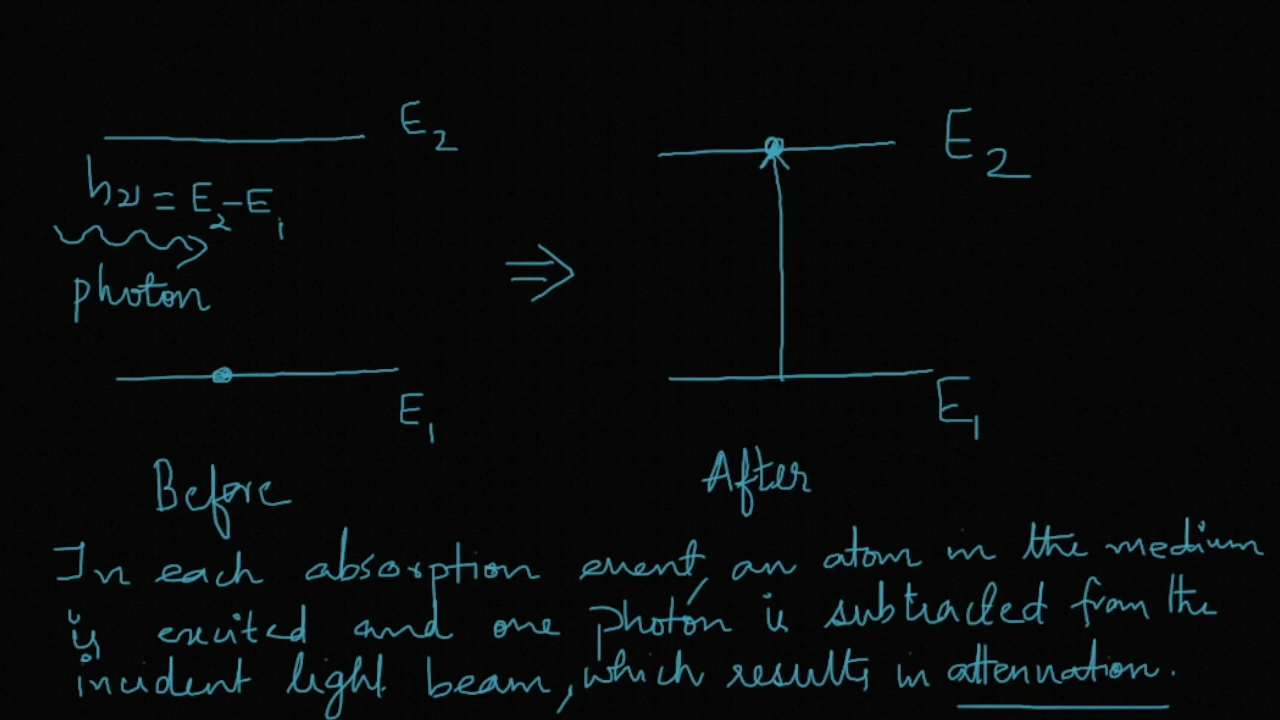 E₂
hν = E₂-E₁
photon
E₁
Before
⇒
E₂
E₁
After
In each absorption event, an atom in the medium
is excited and one photon is subtracted from the
incident light beam, which results in attenuation.